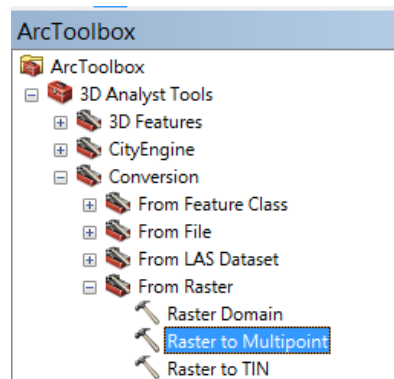 ArcToolbox
ArcToolbox
3D Analyst Tools
3D Features
CityEngine
Conversion
From Feature Class
From File
From LAS Dataset
From Raster
Raster Domain
Raster to Multipoint
Raster to TIN